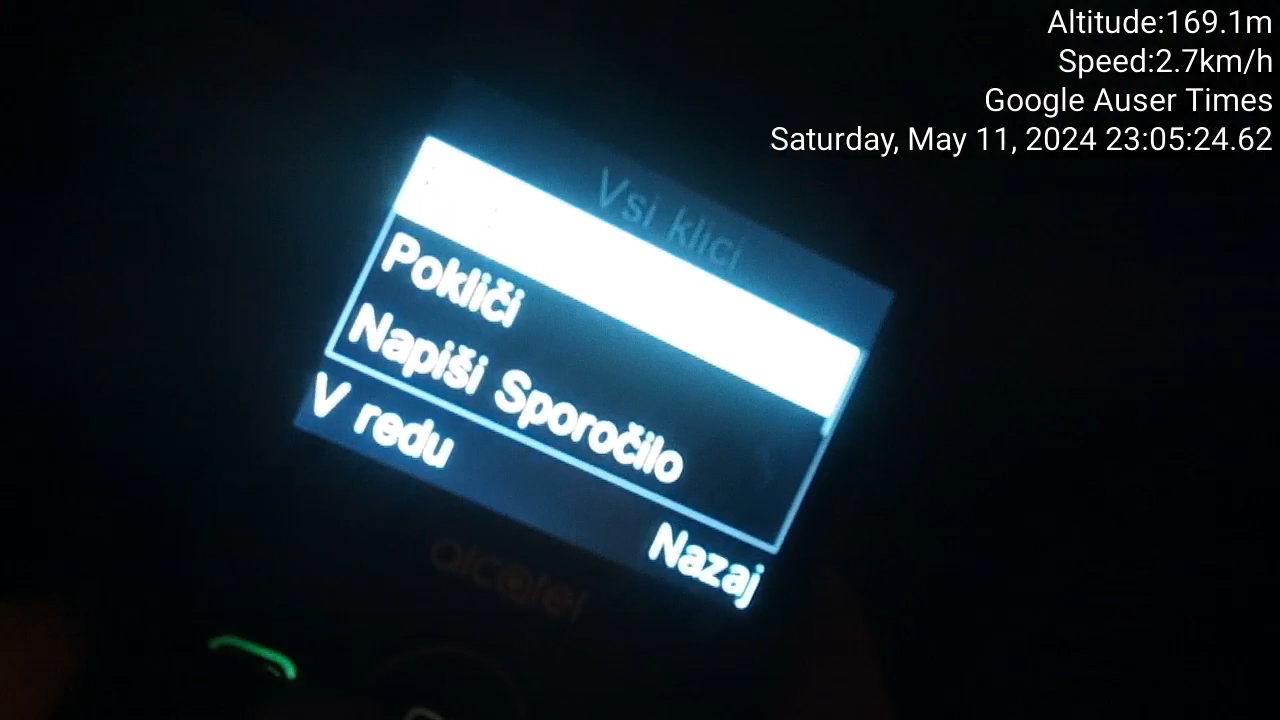 Altitude:169.1m
Speed:2.7km/h
Google Auser Times
Saturday, May 11, 2024 23:05:24.62
Vsi klici
Pokliči
Napiši Sporočilo
V redu
Nazaj
alcatel